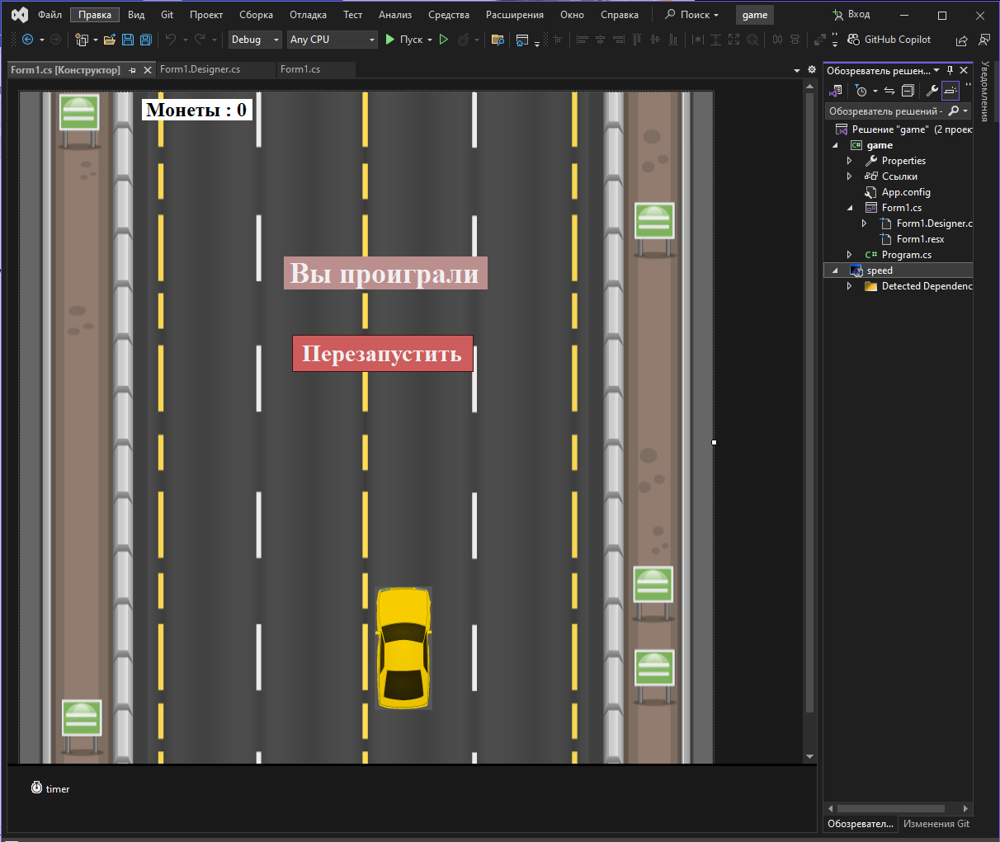 Файл Правка Вид Git Проект Сборка Отладка Тест Анализ Средства Расширения Окно Справка Поиск game Вход
Debug Any CPU Пуск GitHub Copilot
Form1.cs [Конструктор] Form1.Designer.cs Form1.cs
Монеты : 0
Вы проиграли
Перезапустить
timer
Обозреватель решен...
Обозреватель решений -
Решение "game" (2 проек
game
Properties
Ссылки
App.config
Form1.cs
Form1.Designer.c
Form1.resx
Program.cs
speed
Detected Dependenc
Обозревател... Изменения Git
Уведомления